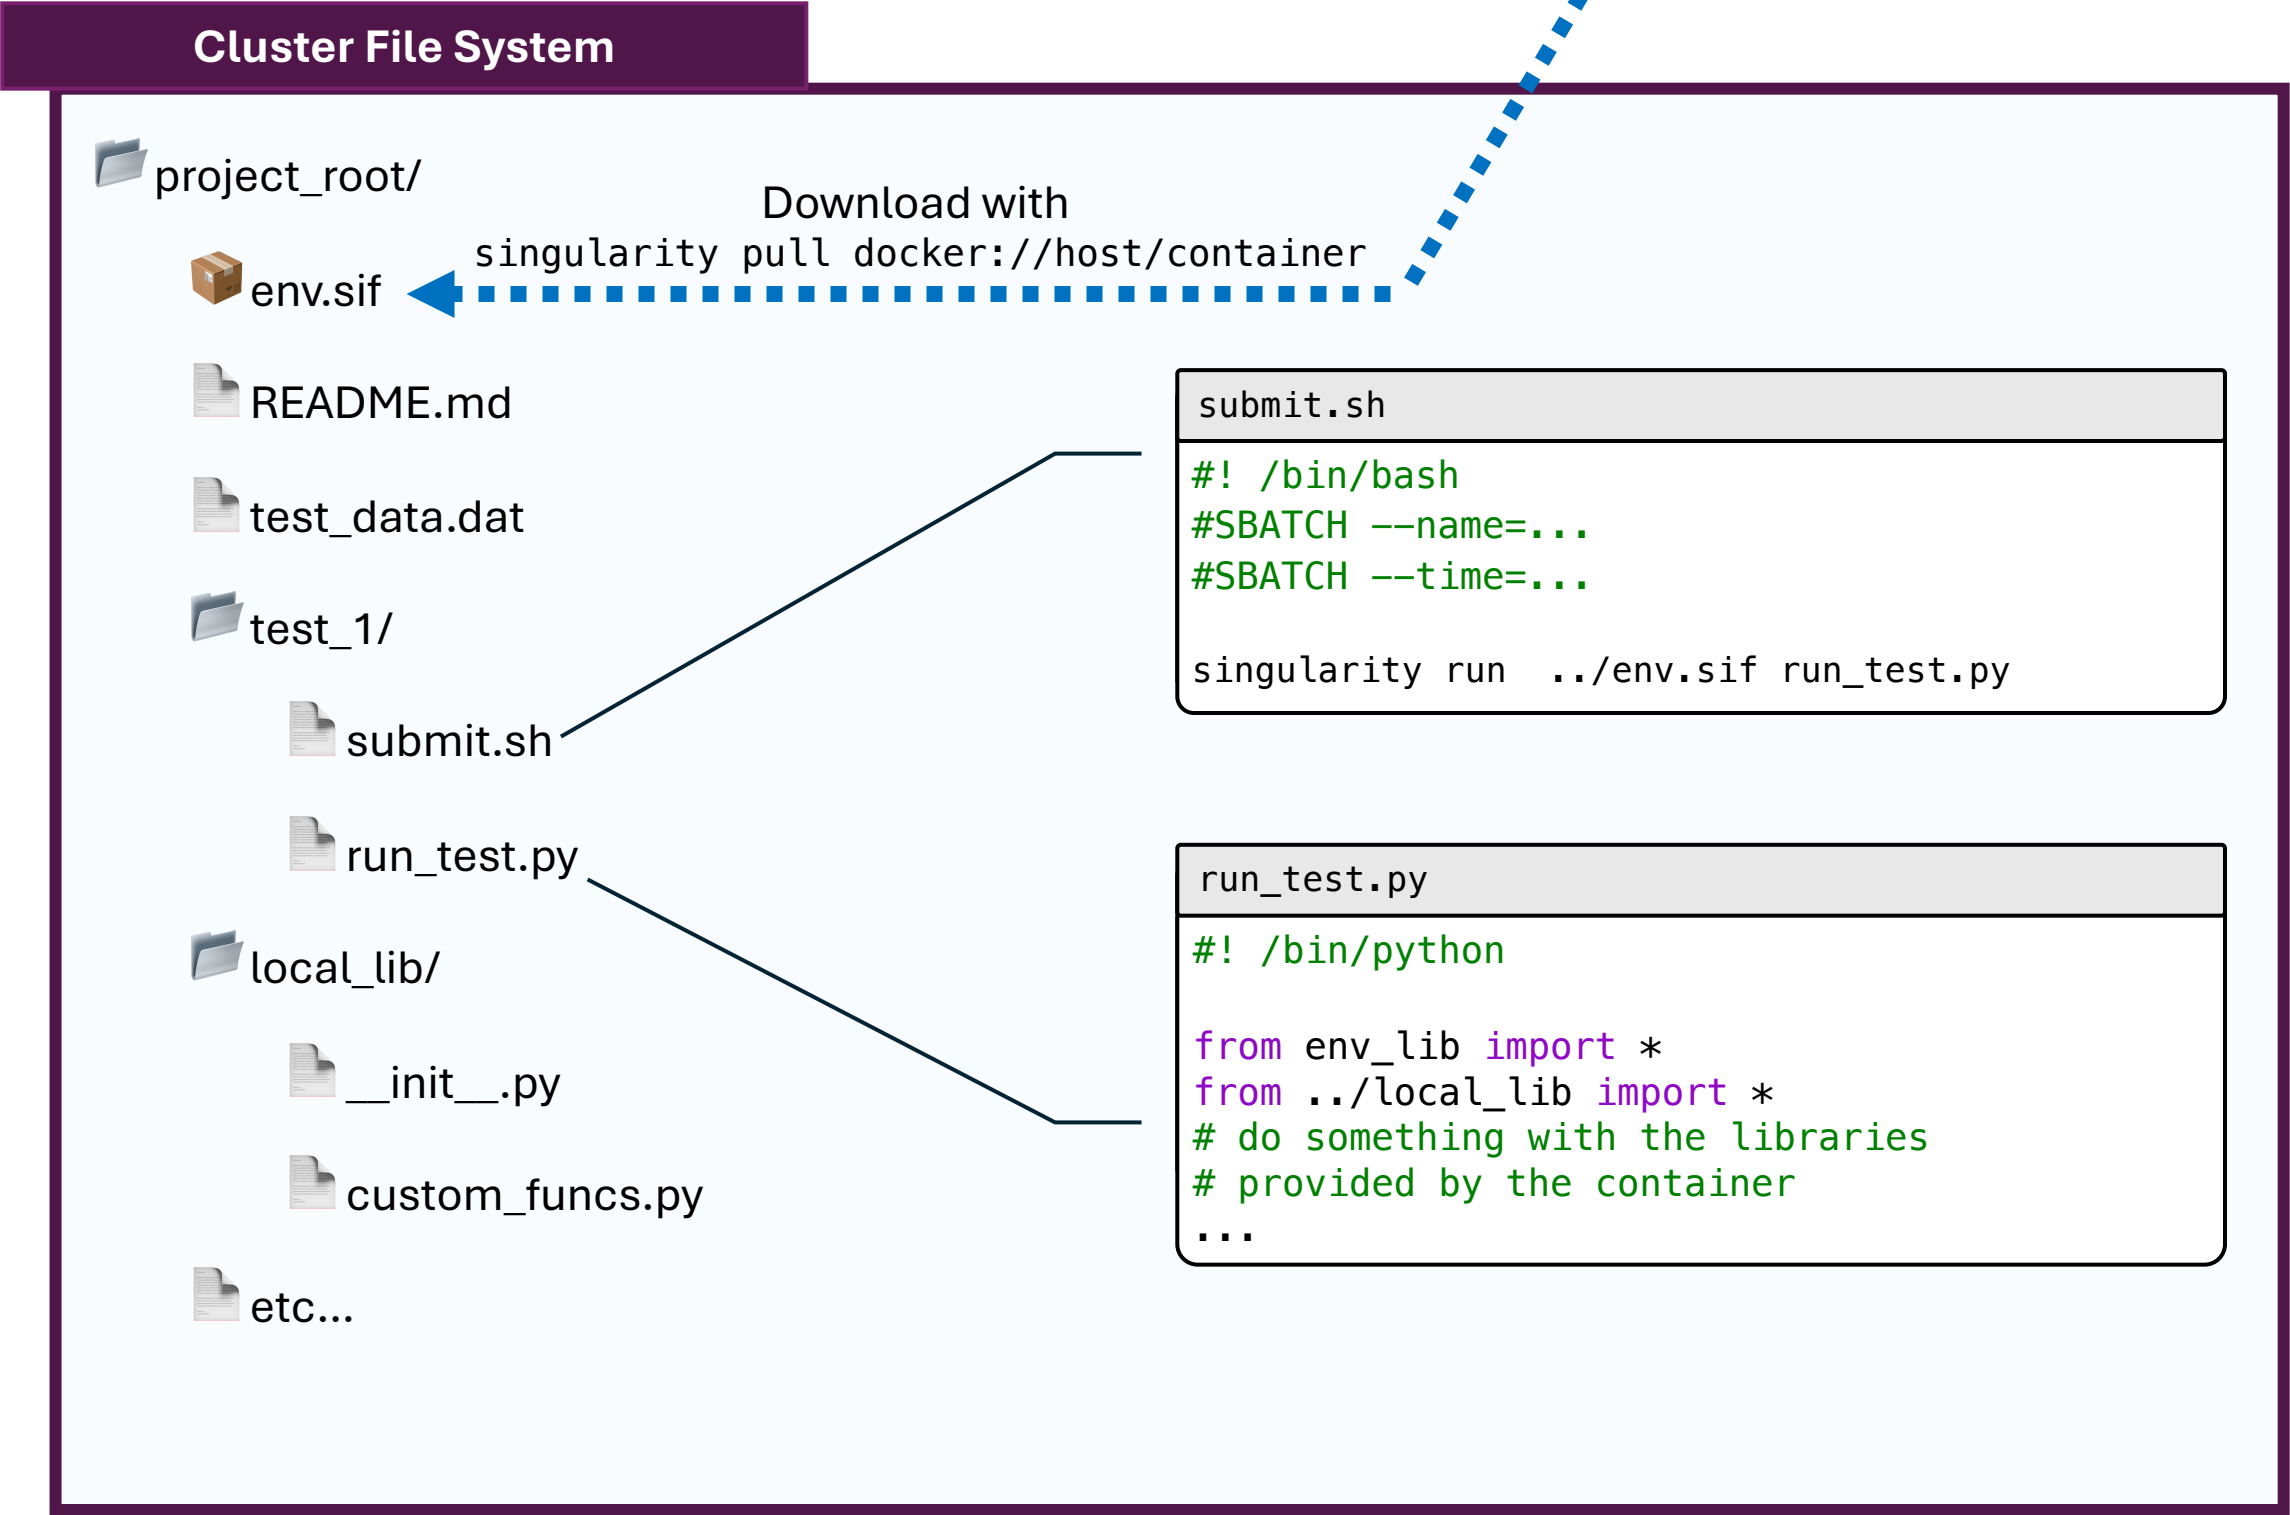 Cluster File System
project_root/
Download with
singularity pull docker://host/container
env.sif
README.md
test_data.dat
test_1/
submit.sh
run_test.py
local_lib/
__init__.py
custom_funcs.py
etc...
submit.sh
#! /bin/bash
#SBATCH --name=...
#SBATCH --time=...
singularity run  ../env.sif run_test.py
run_test.py
#! /bin/python
from env_lib import *
from ../local_lib import *
# do something with the libraries
# provided by the container
...